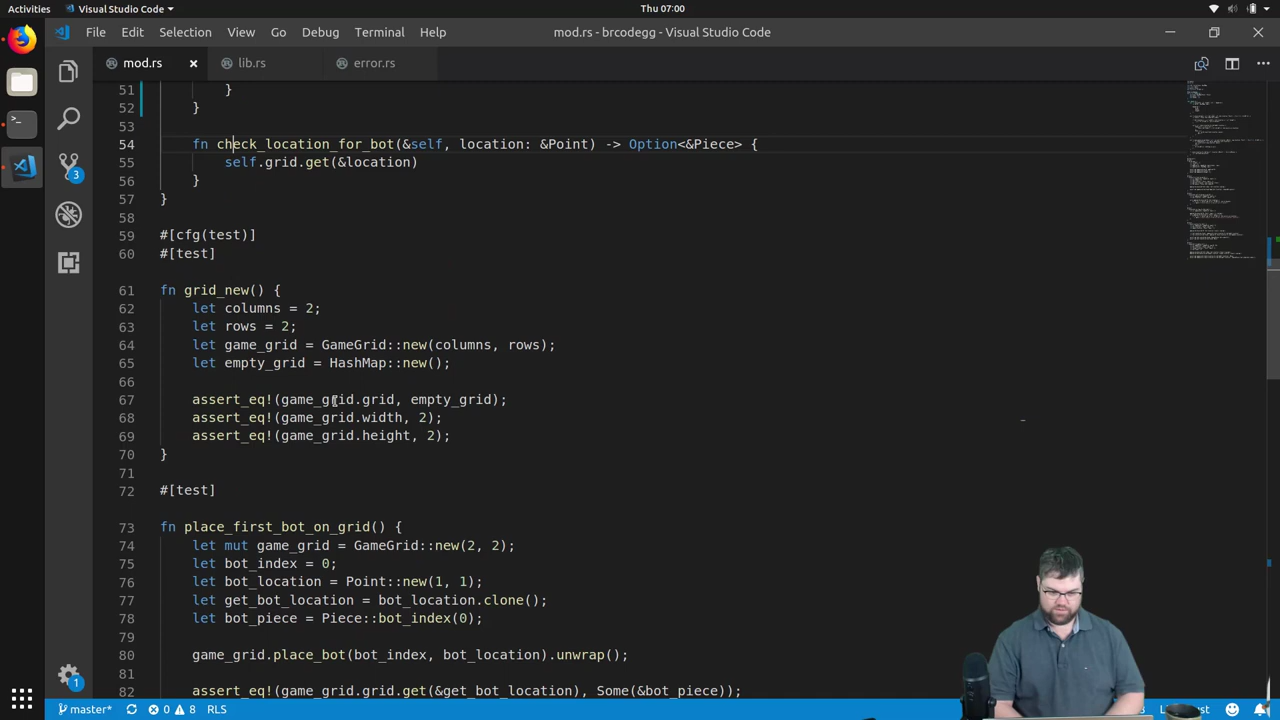 Activities
Visual Studio Code
Thu 07:00
File Edit Selection View Go Debug Terminal Help
mod.rs - brcodegg - Visual Studio Code
mod.rs
lib.rs
error.rs
51 }
52 }
53
54 fn check_location_for_bot(&self, location: &Point) -> Option<&Piece> {
55 self.grid.get(&location)
56 }
57 }
58
59 #[cfg(test)]
60 #[test]
61 fn grid_new() {
62 let columns = 2;
63 let rows = 2;
64 let game_grid = GameGrid::new(columns, rows);
65 let empty_grid = HashMap::new();
66
67 assert_eq!(game_grid.grid, empty_grid);
68 assert_eq!(game_grid.width, 2);
69 assert_eq!(game_grid.height, 2);
70 }
71
72 #[test]
73 fn place_first_bot_on_grid() {
74 let mut game_grid = GameGrid::new(2, 2);
75 let bot_index = 0;
76 let bot_location = Point::new(1, 1);
77 let get_bot_location = bot_location.clone();
78 let bot_piece = Piece::bot_index(0);
79
80 game_grid.place_bot(bot_index, bot_location).unwrap();
81
82 assert_eq!(game_grid.grid.get(&get_bot_location), Some(&bot_piece));
3
1
master* 0 8 RLS